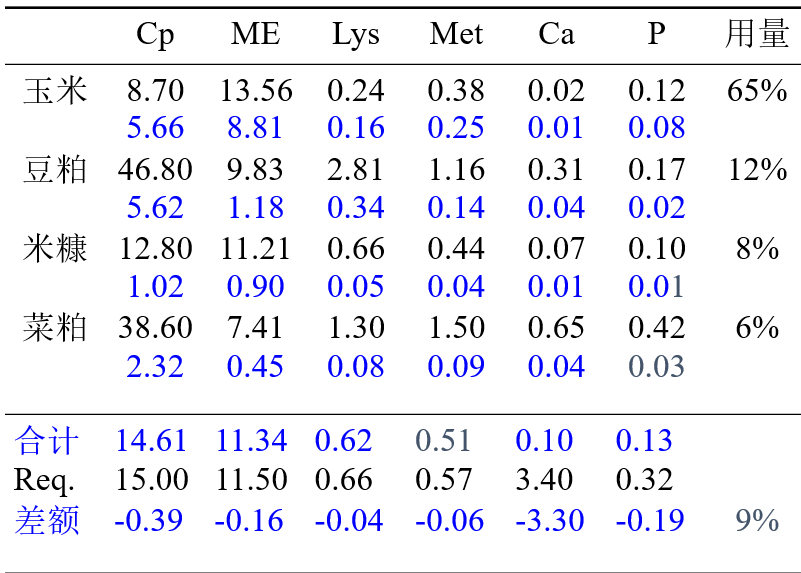 Cp ME Lys Met Ca P 用量
玉米 8.70 13.56 0.24 0.38 0.02 0.12 65%
5.66 8.81 0.16 0.25 0.01 0.08
豆粕 46.80 9.83 2.81 1.16 0.31 0.17 12%
5.62 1.18 0.34 0.14 0.04 0.02
米糠 12.80 11.21 0.66 0.44 0.07 0.10 8%
1.02 0.90 0.05 0.04 0.01 0.01
菜粕 38.60 7.41 1.30 1.50 0.65 0.42 6%
2.32 0.45 0.08 0.09 0.04 0.03
合计 14.61 11.34 0.62 0.51 0.10 0.13
Req. 15.00 11.50 0.66 0.57 3.40 0.32
差额 -0.39 -0.16 -0.04 -0.06 -3.30 -0.19 9%